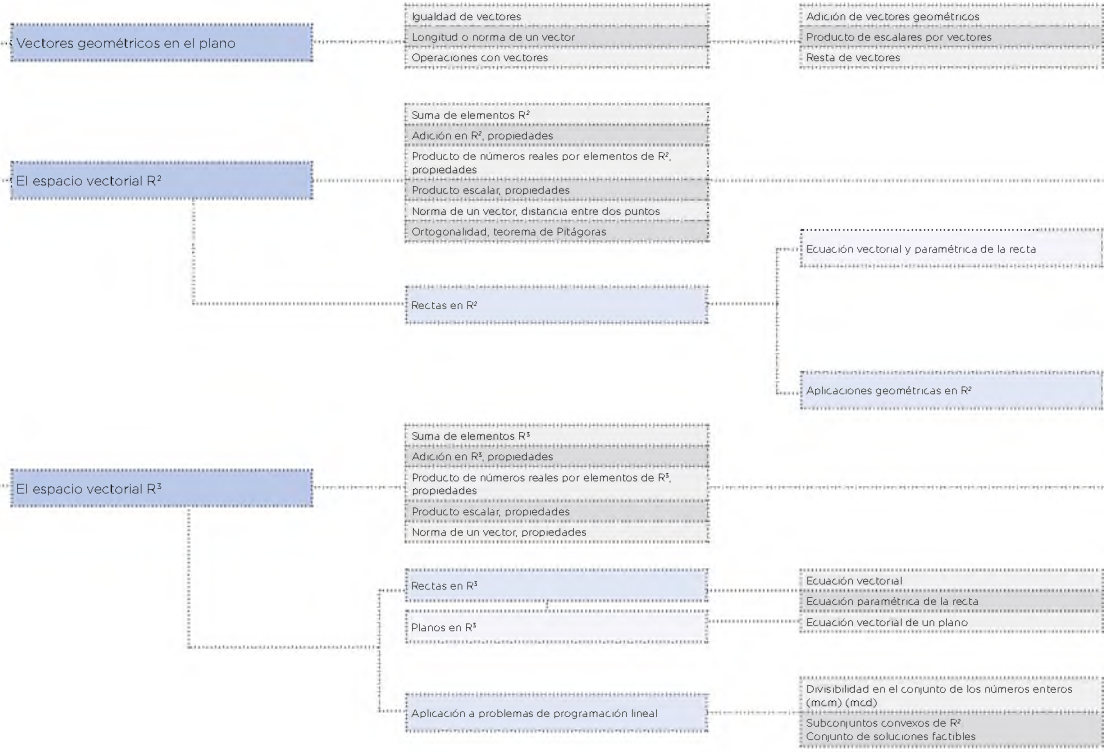 Vectores geométricos en el plano
Igualdad de vectores
Longitud o norma de un vector
Operaciones con vectores
Adición de vectores geométricos
Producto de escalares por vectores
Resta de vectores
El espacio vectorial R²
Suma de elementos R²
Adición en R², propiedades
Producto de números reales por elementos de R²,
propiedades
Producto escalar, propiedades
Norma de un vector, distancia entre dos puntos
Ortogonalidad, teorema de Pitágoras
Rectas en R²
Ecuación vectorial y paramétrica de la recta
Aplicaciones geométricas en R²
El espacio vectorial R³
Suma de elementos R³
Adición en R³, propiedades
Producto de números reales por elementos de R³,
propiedades
Producto escalar, propiedades
Norma de un vector, propiedades
Rectas en R³
Planos en R³
Ecuación vectorial
Ecuación paramétrica de la recta
Ecuación vectorial de un plano
Aplicación a problemas de programación lineal
Divisibilidad en el conjunto de los números enteros
(mcm) (mcd)
Subconjuntos convexos de R².
Conjunto de soluciones factibles